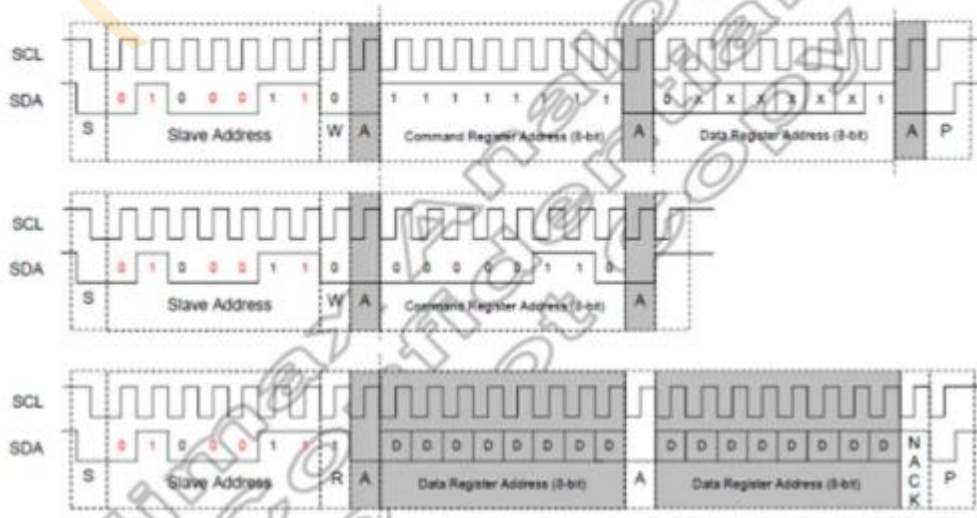 SCL
SDA 0 1 0 0 0 1 1 0 1 1 1 1 1 1 1 1 0 X X X X X X 1
S Slave Address W A Command Register Address (8-bit) A Data Register Address (8-bit) A P
SCL
SDA 0 1 0 0 0 1 1 0 0 0 0 0 0 1 1 0
S Slave Address W A Command Register Address (8-bit) A
SCL
SDA 0 1 0 0 0 1 1 1 D D D D D D D D D D D D D D D D NACK
S Slave Address R A Data Register Address (8-bit) A Data Register Address (8-bit) P